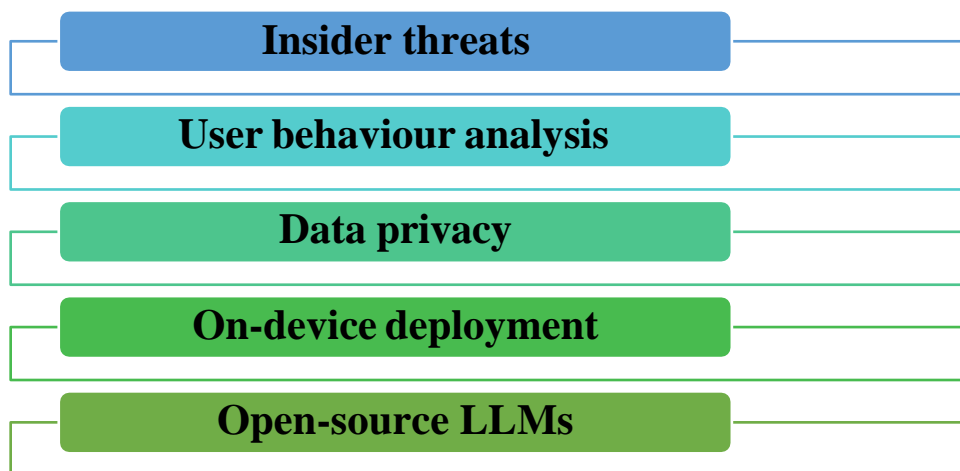 Insider threats
User behaviour analysis
Data privacy
On-device deployment
Open-source LLMs